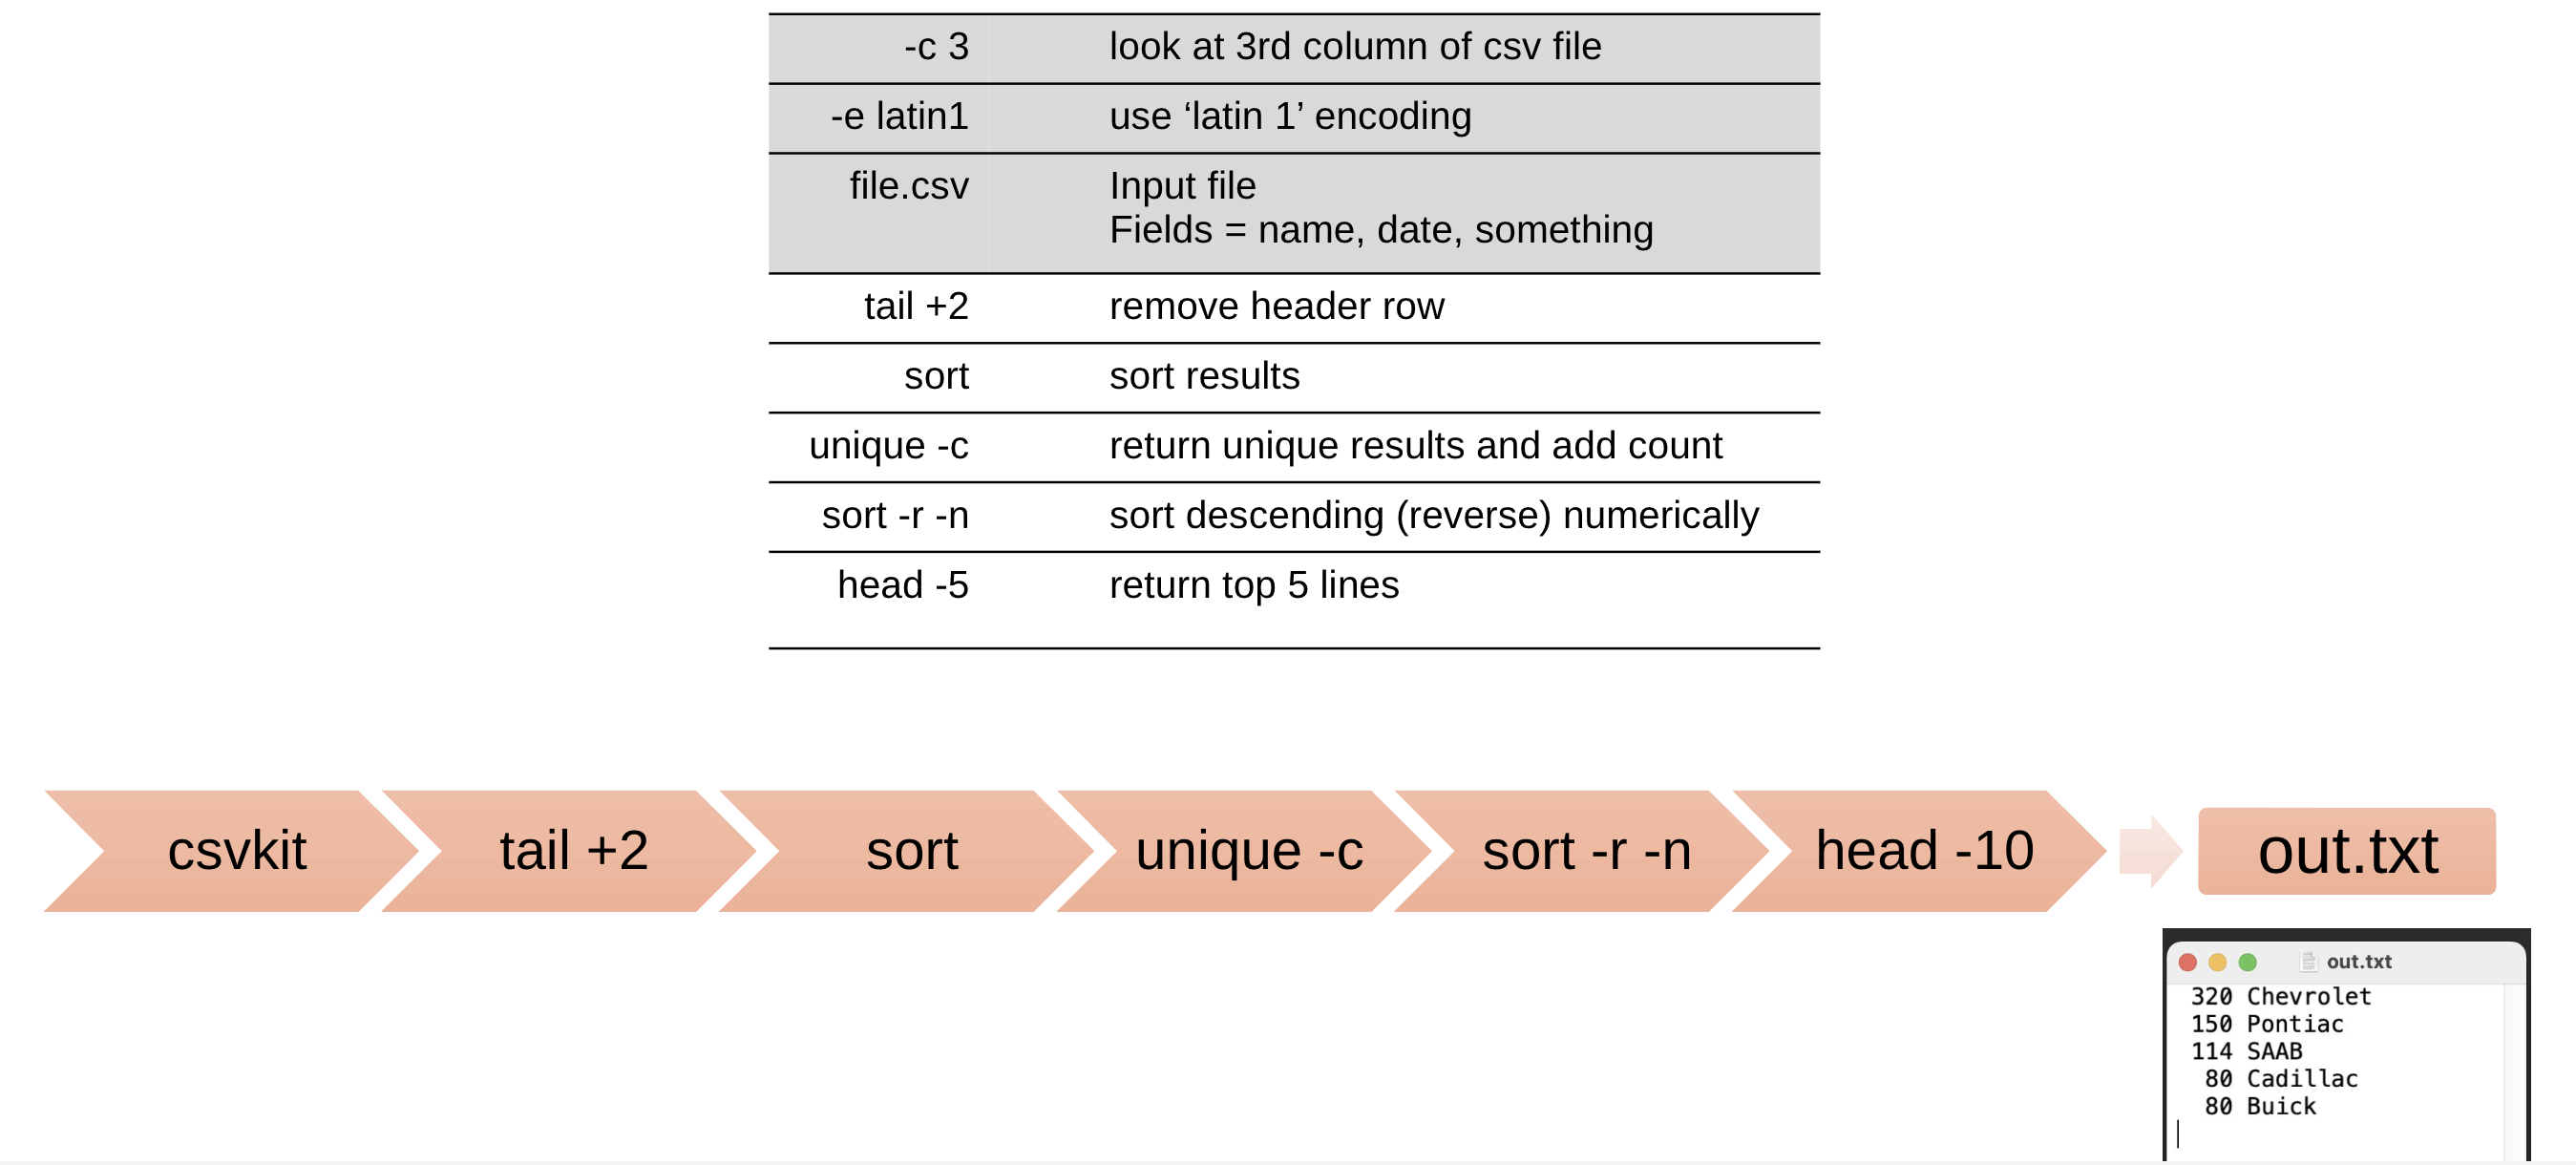 -c 3 look at 3rd column of csv file
-e latin1 use ‘latin 1’ encoding
file.csv Input file
Fields = name, date, something
tail +2 remove header row
sort sort results
unique -c return unique results and add count
sort -r -n sort descending (reverse) numerically
head -5 return top 5 lines
csvkit tail +2 sort unique -c sort -r -n head -10 out.txt
out.txt
320 Chevrolet
150 Pontiac
114 SAAB
80 Cadillac
80 Buick